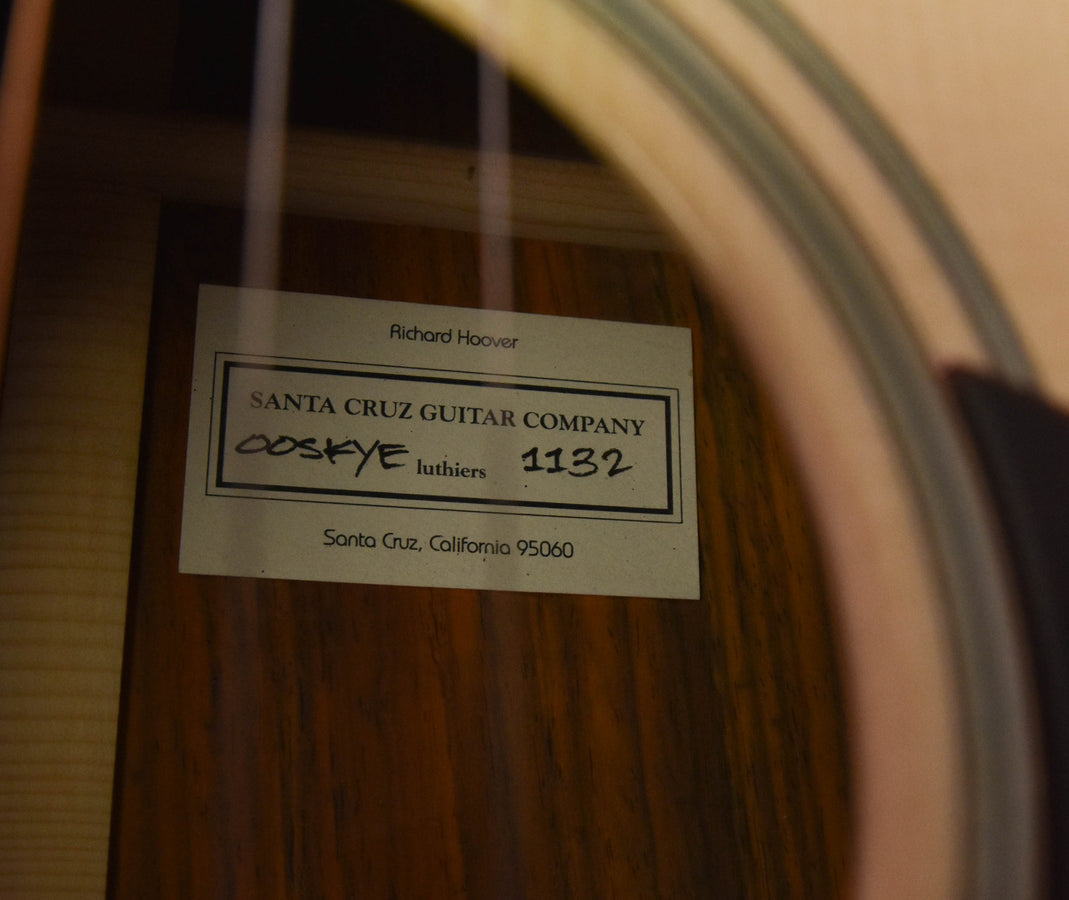 Richard Hoover
SANTA CRUZ GUITAR COMPANY
OOSKYE luthiers 1132
Santa Cruz, California 95060